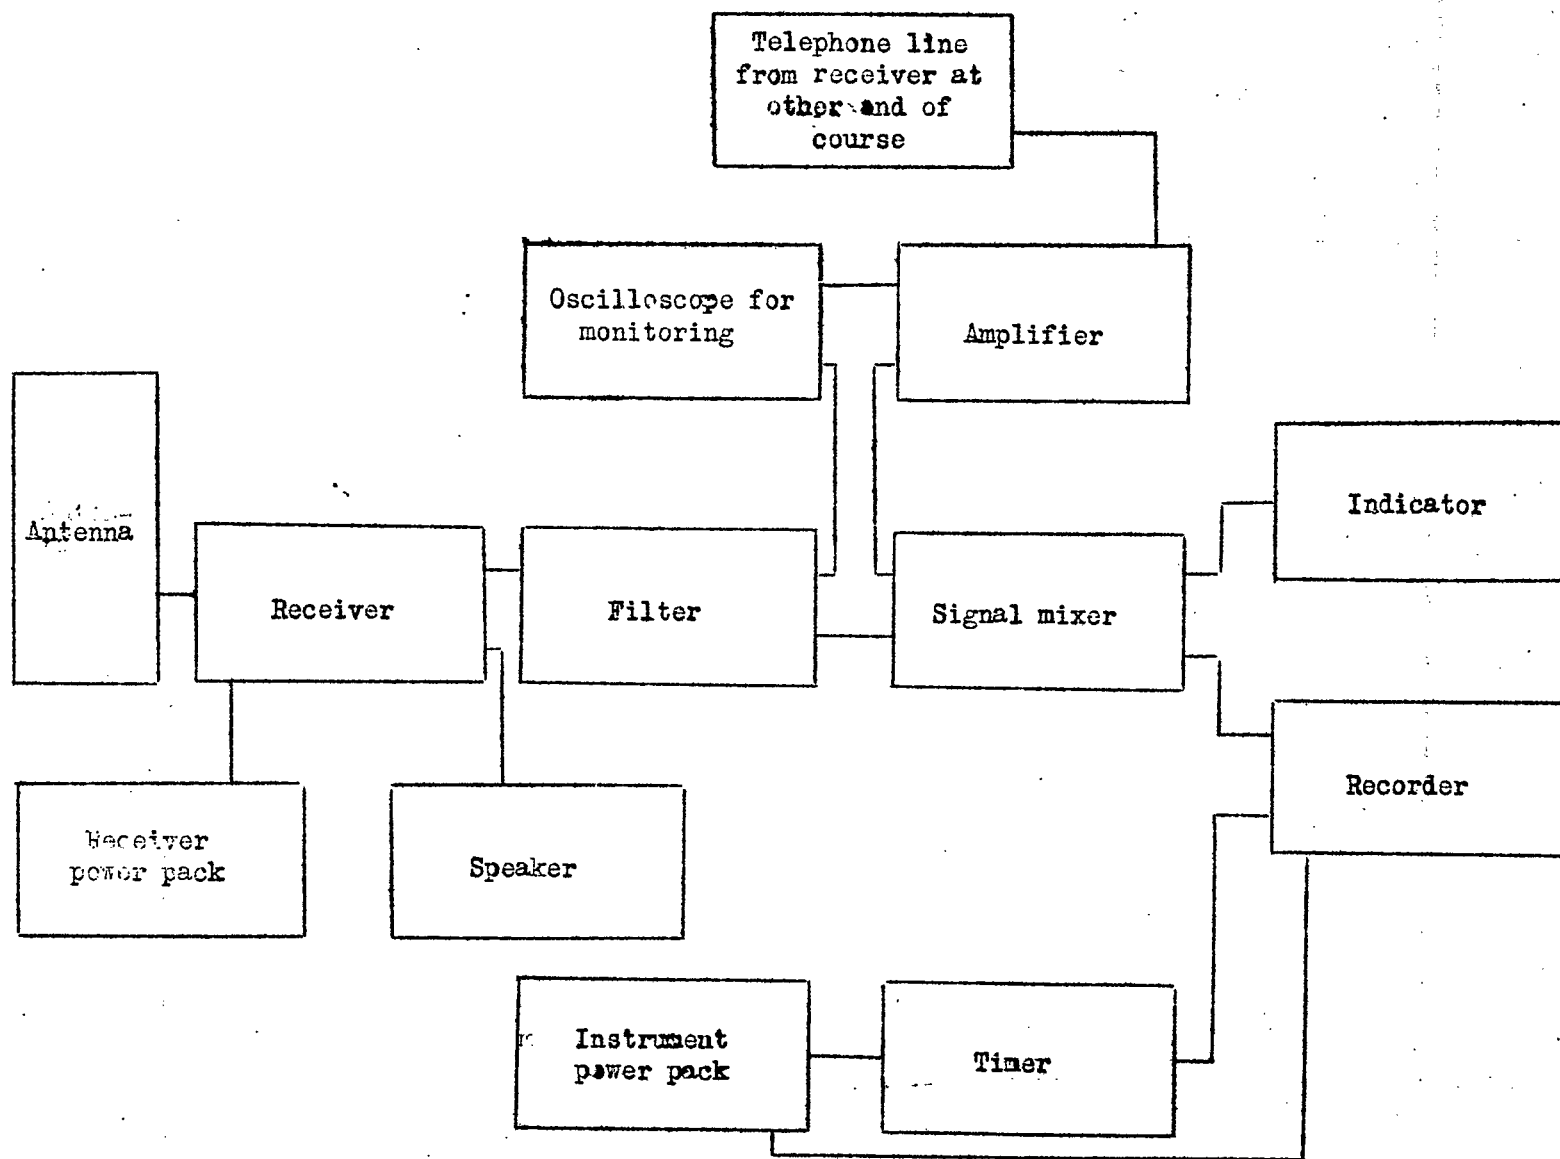 Telephone line
from receiver at
other end of
course
Oscilloscope for
monitoring
Amplifier
Antenna
Indicator
Receiver
Filter
Signal mixer
Recorder
Receiver
power pack
Speaker
Instrument
power pack
Timer